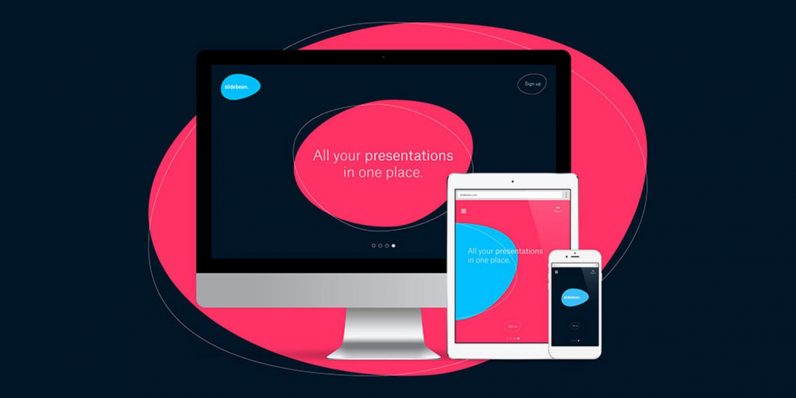 slidebean.
Sign up
All your presentations
in one place.
slidebean.com
All your presentations
in one place.
Sign up
slidebean.